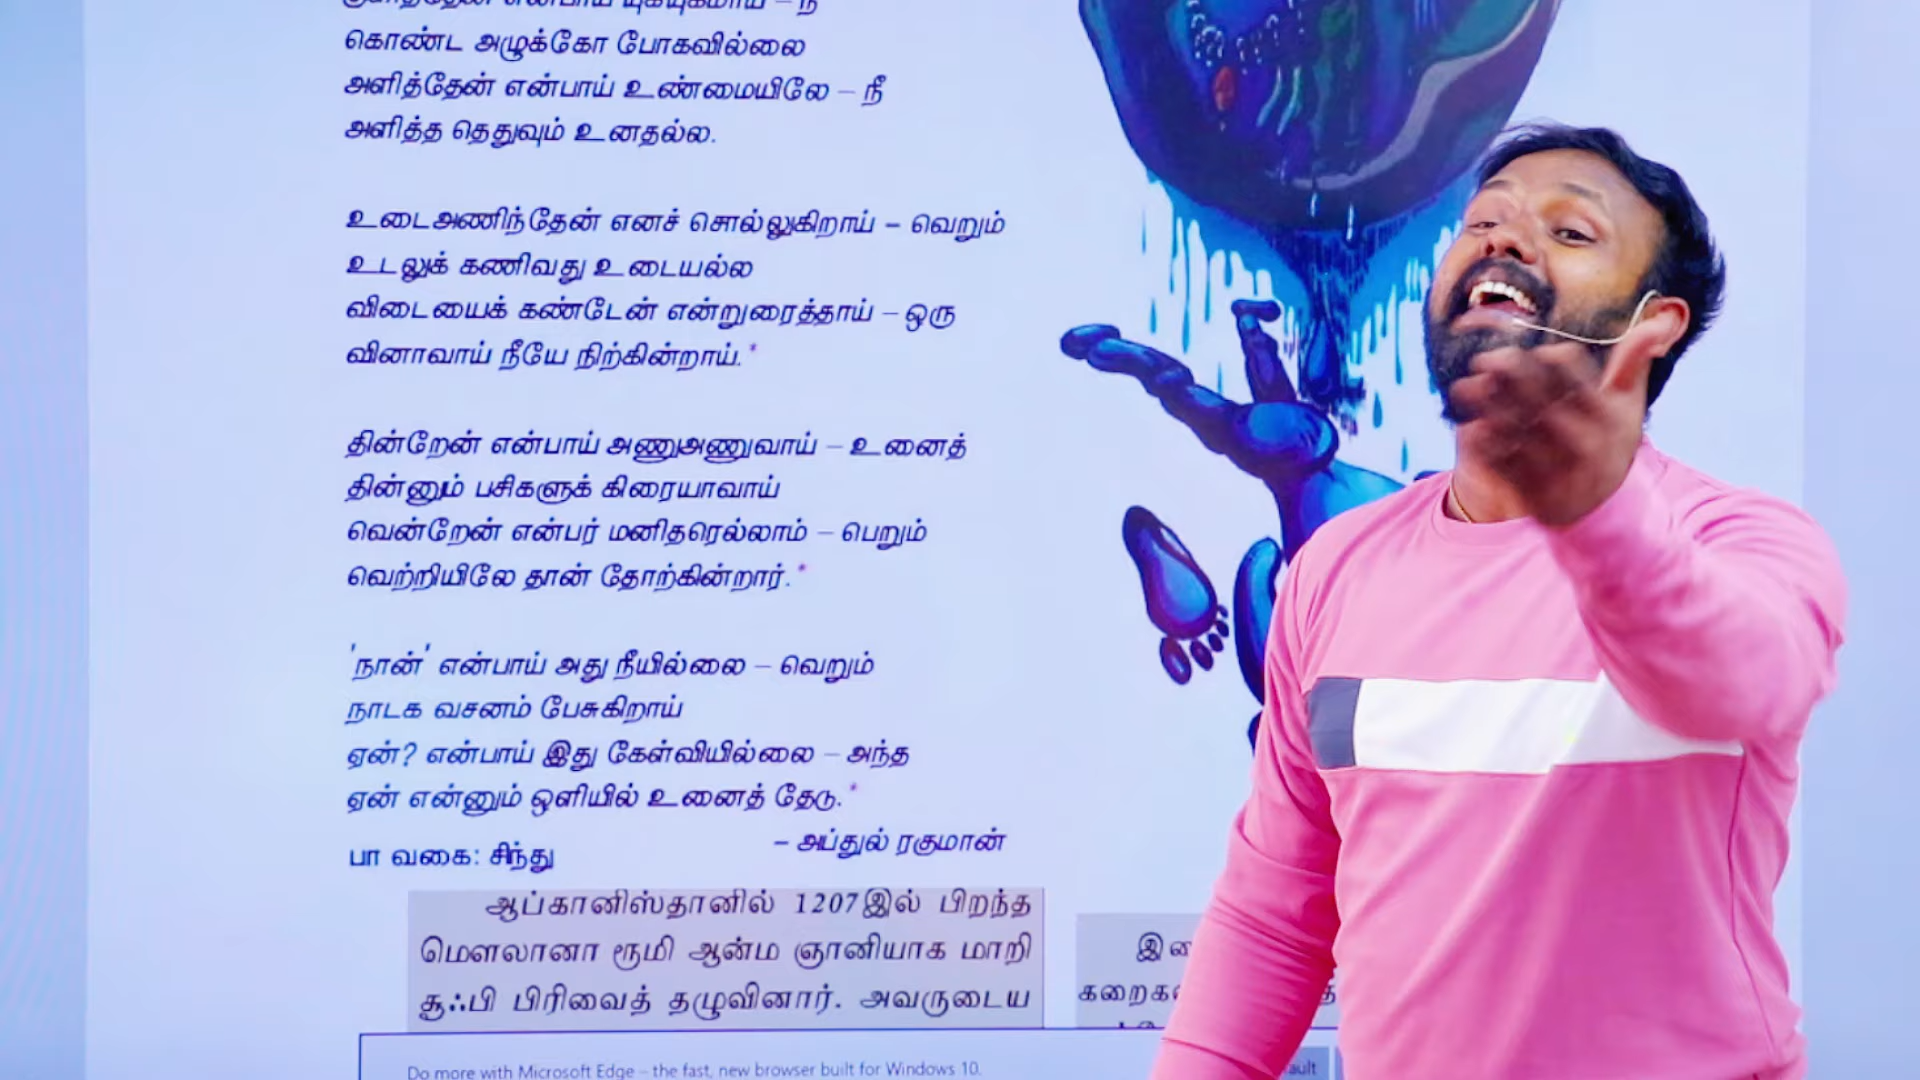 கொண்ட அழுக்கோ போகவில்லை
அளித்தேன் என்பாய் உண்மையிலே – நீ
அளித்த தெதுவும் உனதல்ல.
உடைஅணிந்தேன் எனச் சொல்லுகிறாய் – வெறும்
உடலுக் கணிவது உடையல்ல
விடையைக் கண்டேன் என்றுரைத்தாய் – ஒரு
வினாவாய் நீயே நிற்கின்றாய்.*
தின்றேன் என்பாய் அணுஅணுவாய் – உனைத்
தின்னும் பசிகளுக் கிரையாவாய்
வென்றேன் என்பர் மனிதரெல்லாம் – பெறும்
வெற்றியிலே தான் தோற்கின்றார்.*
'நான்' என்பாய் அது நீயில்லை – வெறும்
நாடக வசனம் பேசுகிறாய்
ஏன்? என்பாய் இது கேள்வியில்லை – அந்த
ஏன் என்னும் ஒளியில் உனைத் தேடு.*
– அப்துல் ரகுமான்
பா வகை: சிந்து
ஆப்கானிஸ்தானில் 1207இல் பிறந்த
மௌலானா ரூமி ஆன்ம ஞானியாக மாறி
சூஃபி பிரிவைத் தழுவினார். அவருடைய
Do more with Microsoft Edge – the fast, new browser built for Windows 10.